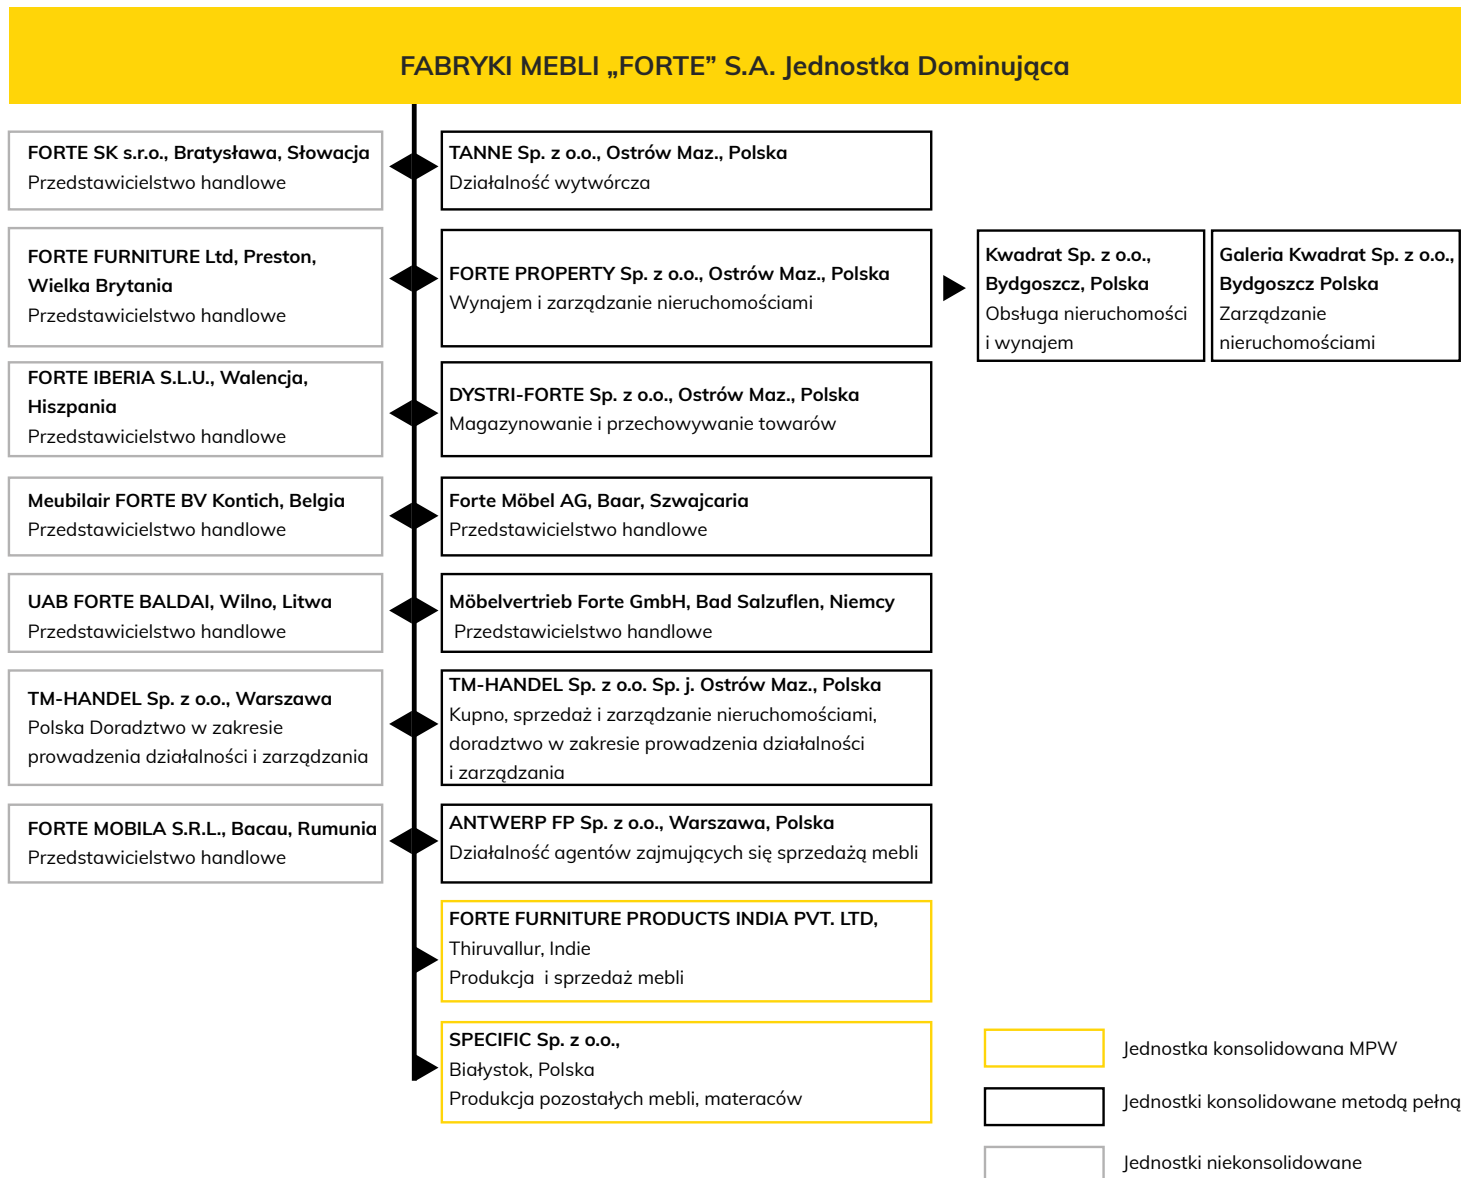 FABRYKI MEBLI „FORTE” S.A. Jednostka Dominująca
FORTE SK s.r.o., Bratysława, Słowacja
Przedstawicielstwo handlowe
TANNE Sp. z o.o., Ostrów Maz., Polska
Działalność wytwórcza
FORTE FURNITURE Ltd, Preston,
Wielka Brytania
Przedstawicielstwo handlowe
FORTE PROPERTY Sp. z o.o., Ostrów Maz., Polska
Wynajem i zarządzanie nieruchomościami
Kwadrat Sp. z o.o.,
Bydgoszcz, Polska
Obsługa nieruchomości
i wynajem
Galeria Kwadrat Sp. z o.o.,
Bydgoszcz Polska
Zarządzanie
nieruchomościami
FORTE IBERIA S.L.U., Walencja,
Hiszpania
Przedstawicielstwo handlowe
DYSTRI-FORTE Sp. z o.o., Ostrów Maz., Polska
Magazynowanie i przechowywanie towarów
Meubilair FORTE BV Kontich, Belgia
Przedstawicielstwo handlowe
Forte Möbel AG, Baar, Szwajcaria
Przedstawicielstwo handlowe
UAB FORTE BALDAI, Wilno, Litwa
Przedstawicielstwo handlowe
Möbelvertrieb Forte GmbH, Bad Salzuflen, Niemcy
Przedstawicielstwo handlowe
TM-HANDEL Sp. z o.o., Warszawa
Polska Doradztwo w zakresie
prowadzenia działalności i zarządzania
TM-HANDEL Sp. z o.o. Sp. j. Ostrów Maz., Polska
Kupno, sprzedaż i zarządzanie nieruchomościami,
doradztwo w zakresie prowadzenia działalności
i zarządzania
FORTE MOBILA S.R.L., Bacau, Rumunia
Przedstawicielstwo handlowe
ANTWERP FP Sp. z o.o., Warszawa, Polska
Działalność agentów zajmujących się sprzedażą mebli
FORTE FURNITURE PRODUCTS INDIA PVT. LTD,
Thiruvallur, Indie
Produkcja i sprzedaż mebli
SPECIFIC Sp. z o.o.,
Białystok, Polska
Produkcja pozostałych mebli, materaców
Jednostka konsolidowana MPW
Jednostki konsolidowane metodą pełną
Jednostki niekonsolidowane